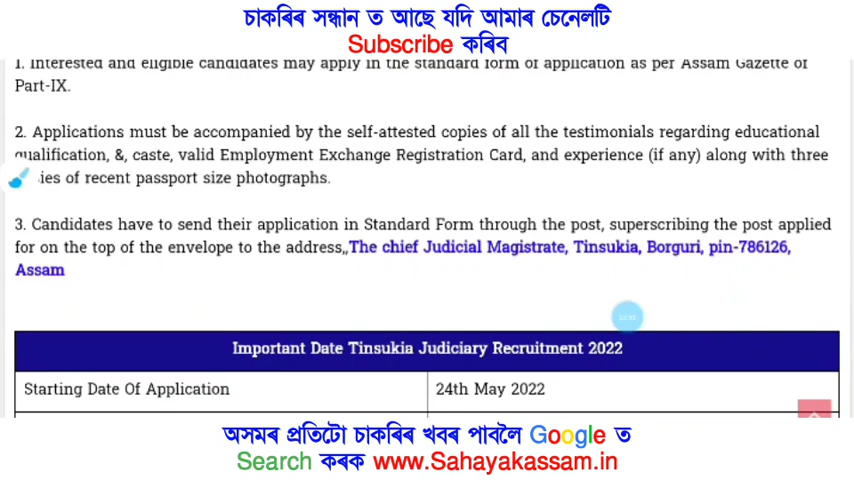 চাকৰিৰ সন্ধান ত আছে যদি আমাৰ চেনেলটি
Subscribe কৰিব
1. Interested and eligible candidates may apply in the standard form of application as per Assam Gazette of
Part-IX.
2. Applications must be accompanied by the self-attested copies of all the testimonials regarding educational
qualification, &, caste, valid Employment Exchange Registration Card, and experience (if any) along with three
ies of recent passport size photographs.
3. Candidates have to send their application in Standard Form through the post, superscribing the post applied
for on the top of the envelope to the address,,The chief Judicial Magistrate, Tinsukia, Borguri, pin-786126,
Assam
Important Date Tinsukia Judiciary Recruitment 2022
Starting Date Of Application 24th May 2022
অসমৰ প্ৰতিটো চাকৰিৰ খবৰ পাবলৈ Google ত
Search কৰক www.Sahayakassam.in